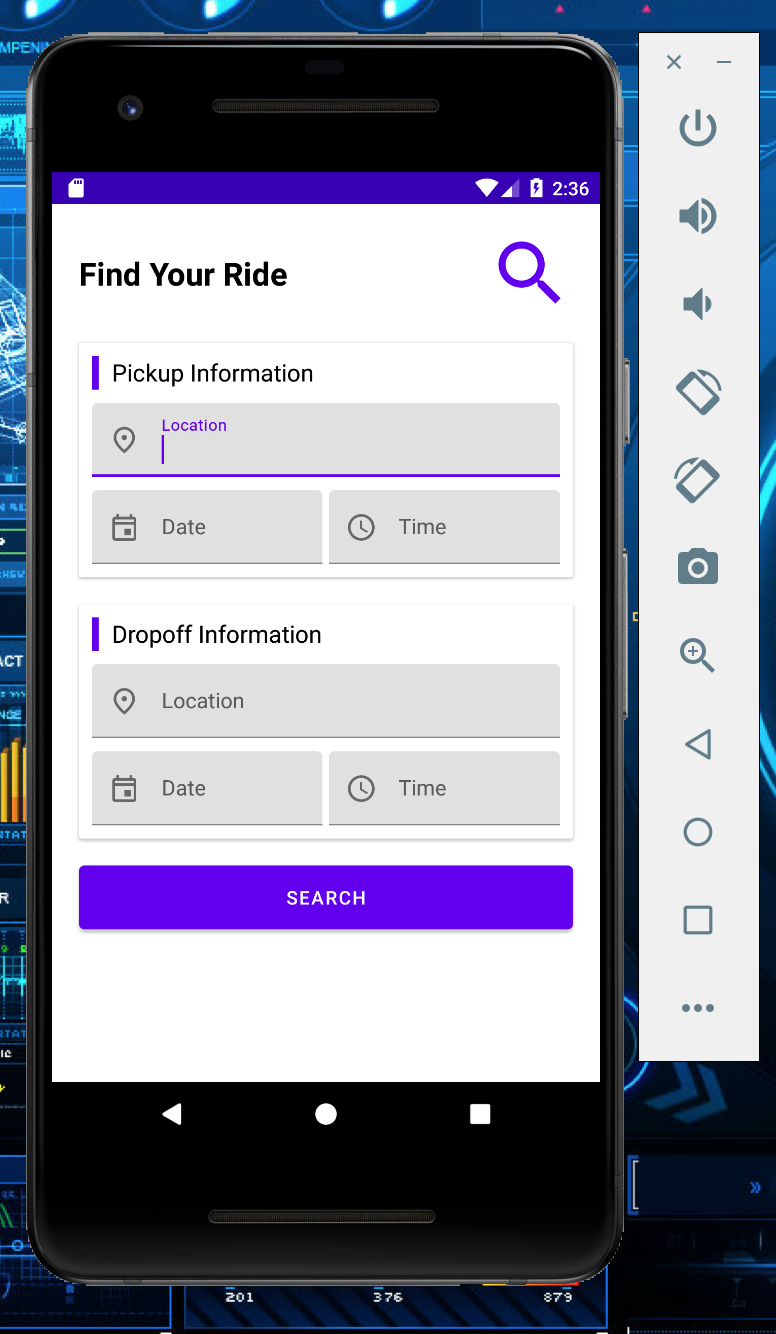 2:36
Find Your Ride
Pickup Information
Location
Date
Time
Dropoff Information
Location
Date
Time
SEARCH
201
376
879